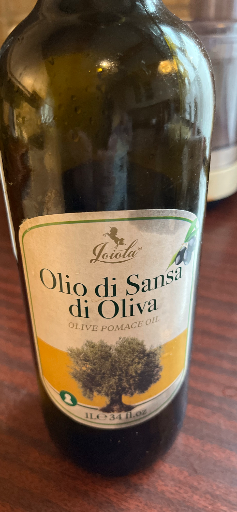 Joiola
Olio di Sansa
di Oliva
OLIVE POMACE OIL
1L℮34 fl.oz